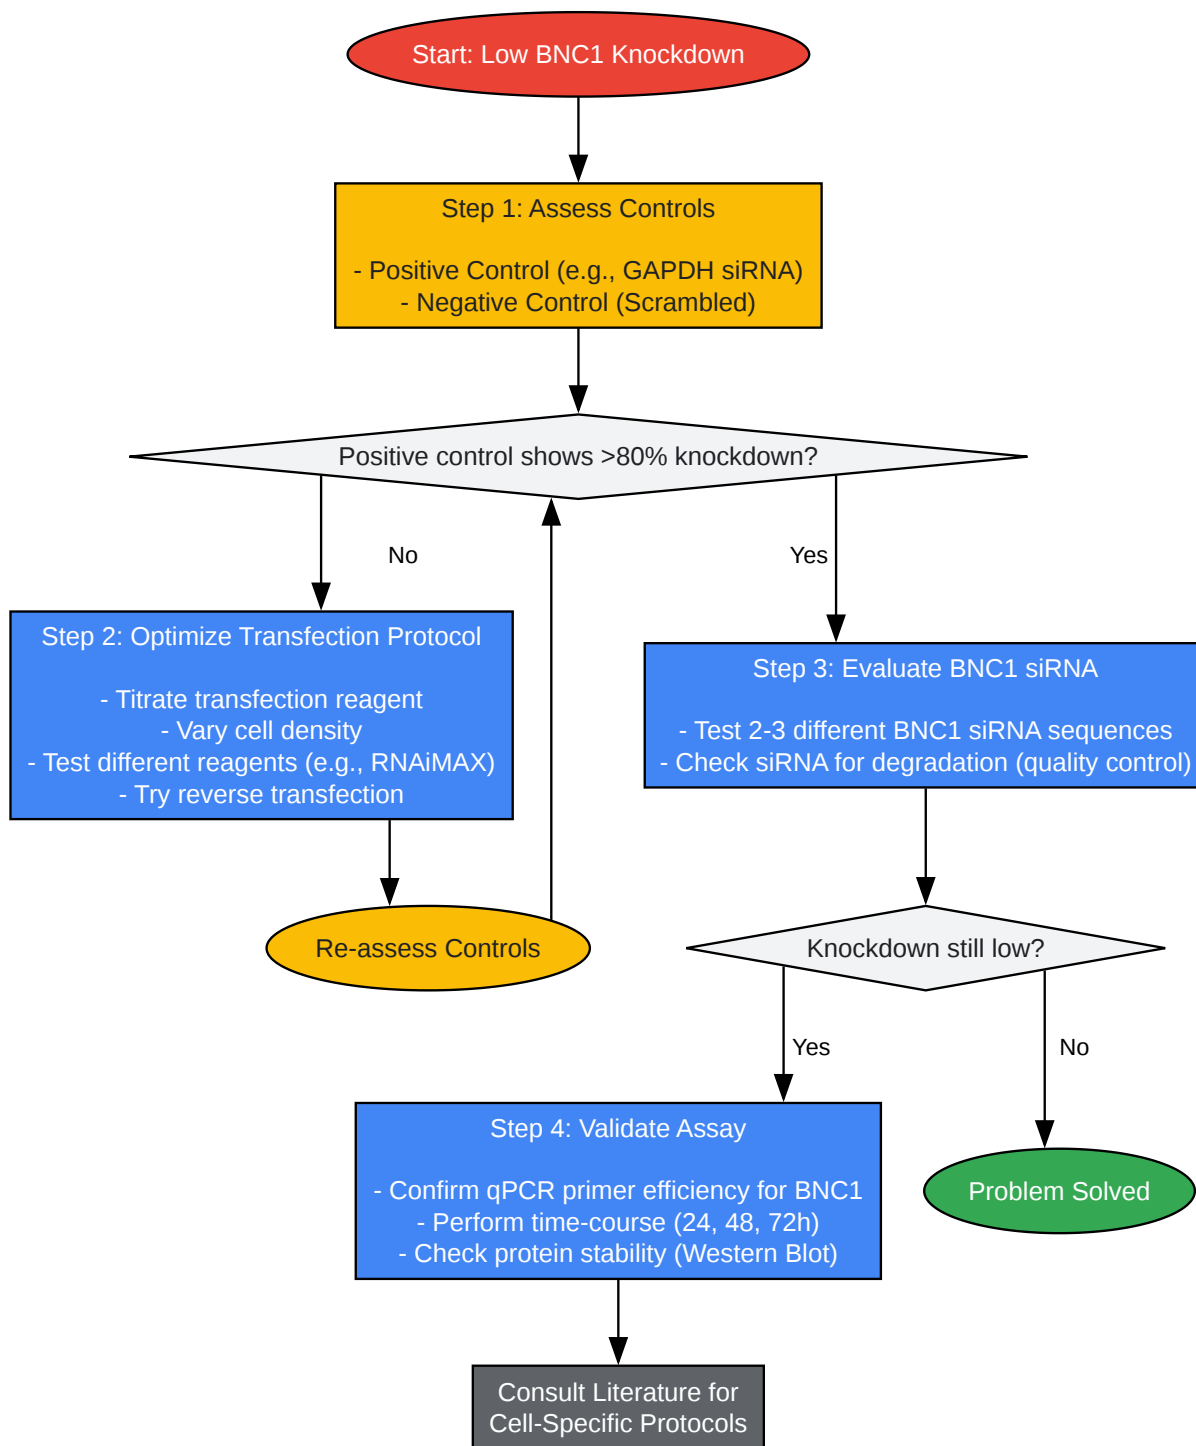 Start: Low BNC1 Knockdown
Step 1: Assess Controls
- Positive Control (e.g., GAPDH siRNA)
- Negative Control (Scrambled)
Positive control shows >80% knockdown?
No
Yes
Step 2: Optimize Transfection Protocol
- Titrate transfection reagent
- Vary cell density
- Test different reagents (e.g., RNAiMAX)
- Try reverse transfection
Step 3: Evaluate BNC1 siRNA
- Test 2-3 different BNC1 siRNA sequences
- Check siRNA for degradation (quality control)
Re-assess Controls
Knockdown still low?
Yes
No
Step 4: Validate Assay
- Confirm qPCR primer efficiency for BNC1
- Perform time-course (24, 48, 72h)
- Check protein stability (Western Blot)
Problem Solved
Consult Literature for
Cell-Specific Protocols